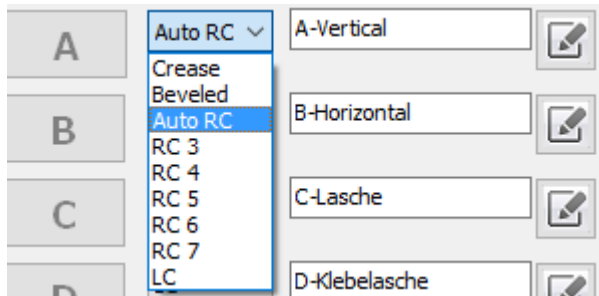 A Auto RC A-Vertical
Crease
Beveled
Auto RC
B B-Horizontal
RC 3
RC 4
RC 5
C C-Lasche
RC 6
RC 7
LC
D D-Klebelasche